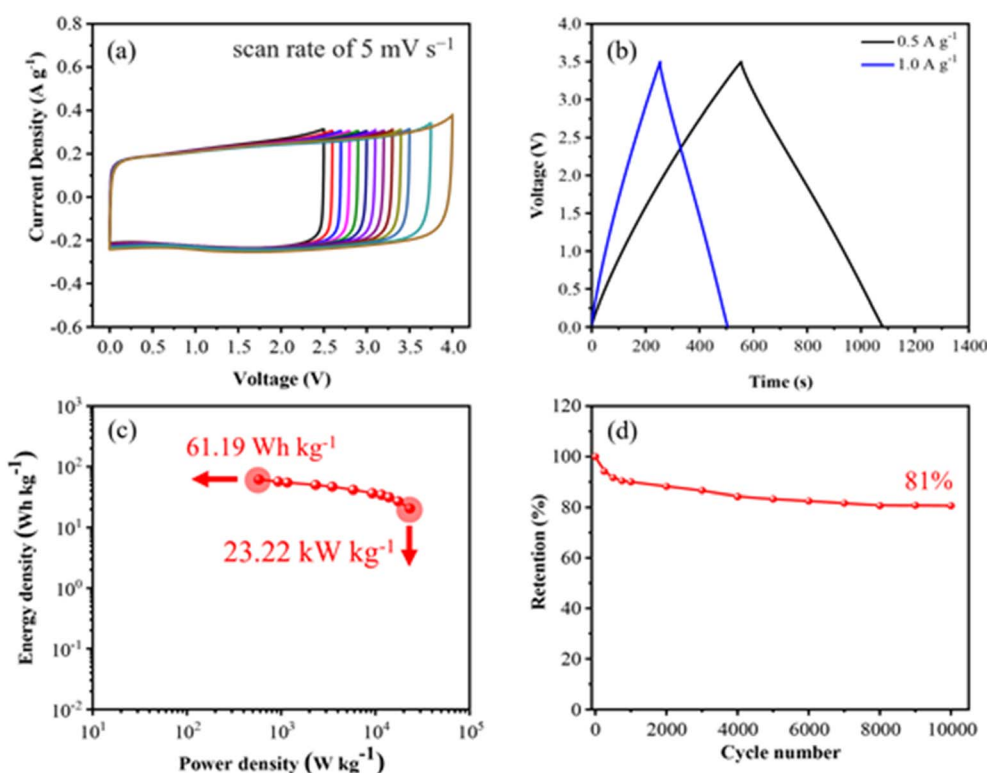 (a)
scan rate of 5 mV s⁻¹
Current Density (A g⁻¹)
0.8
0.6
0.4
0.2
0.0
-0.2
-0.4
-0.6
0.0 0.5 1.0 1.5 2.0 2.5 3.0 3.5 4.0
Voltage (V)
(b)
0.5 A g⁻¹
1.0 A g⁻¹
Voltage (V)
4.0
3.5
3.0
2.5
2.0
1.5
1.0
0.5
0.0
0 200 400 600 800 1000 1200 1400
Time (s)
(c)
61.19 Wh kg⁻¹
23.22 kW kg⁻¹
Energy density (Wh kg⁻¹)
10³
10²
10¹
10⁰
10⁻¹
10⁻²
10¹ 10² 10³ 10⁴ 10⁵
Power density (W kg⁻¹)
(d)
81%
Retention (%)
120
100
80
60
40
20
0
0 2000 4000 6000 8000 10000
Cycle number